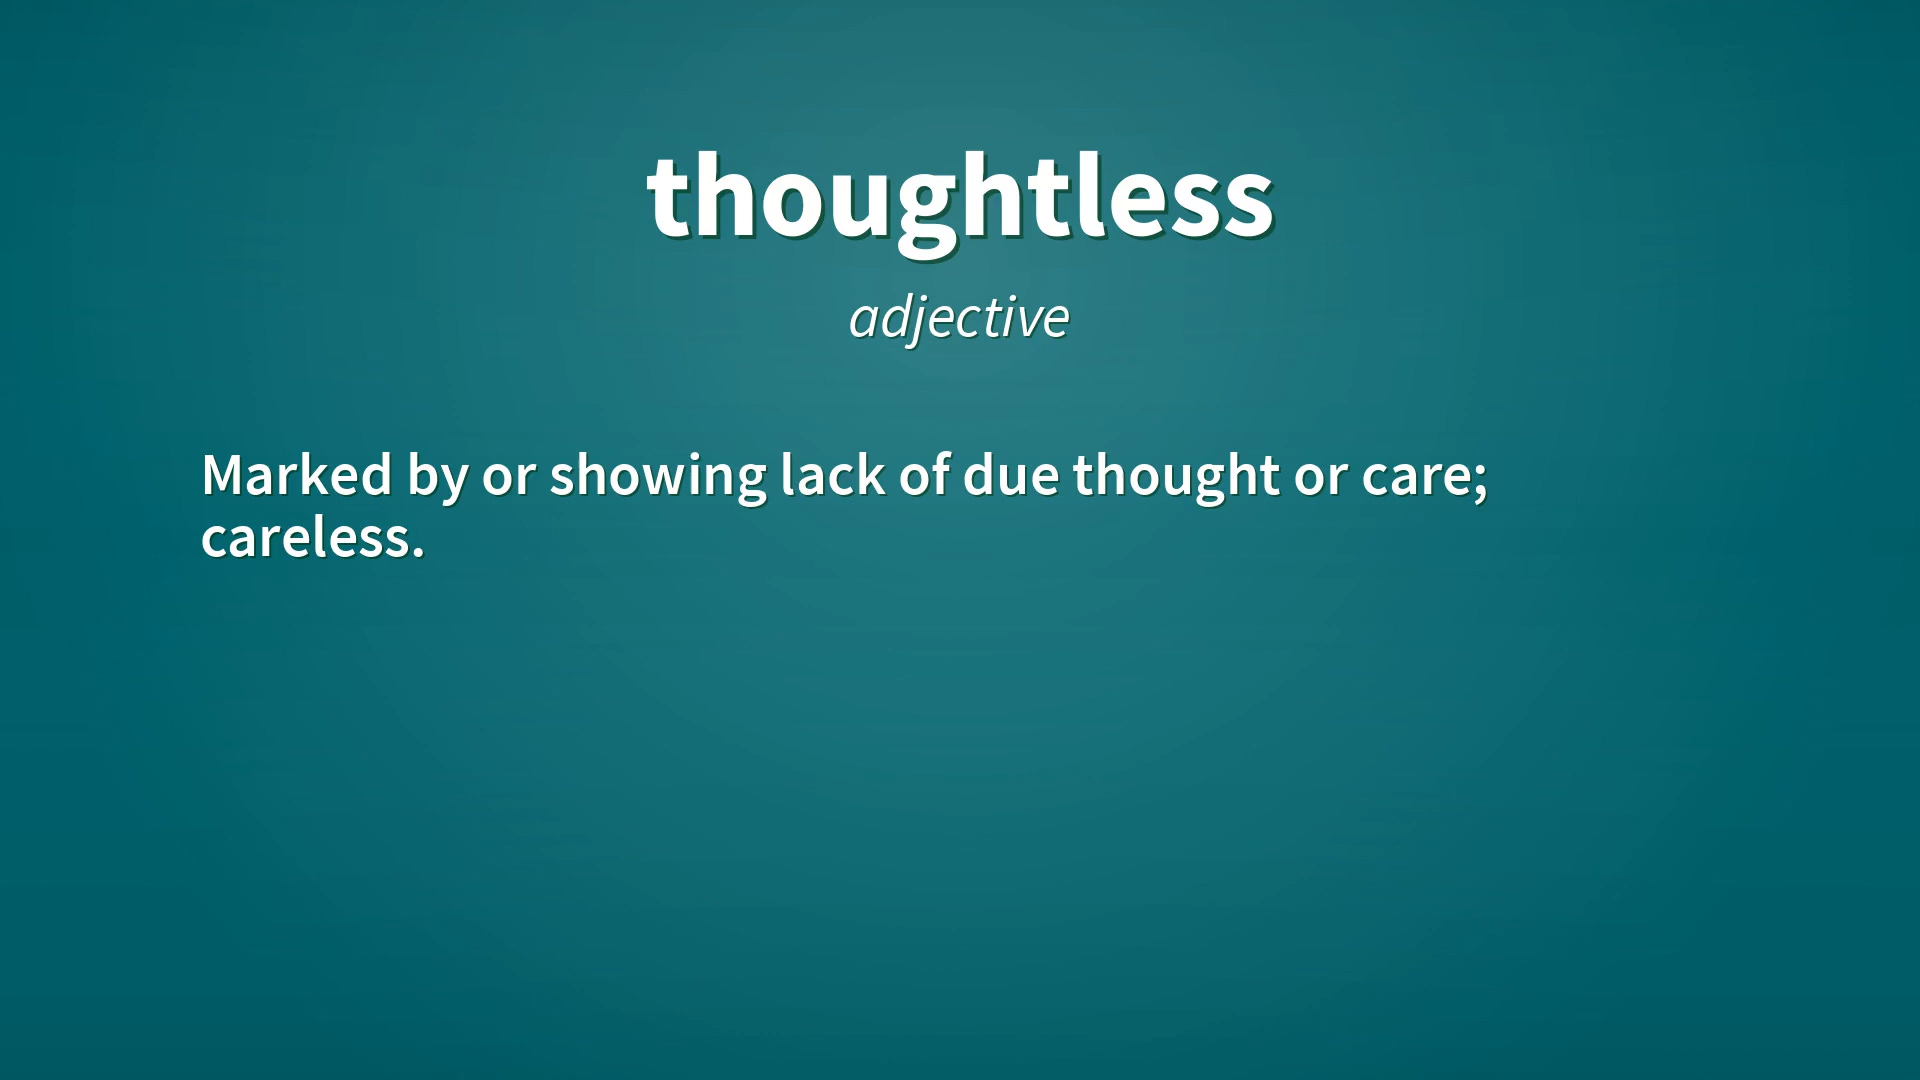 thoughtless
adjective
Marked by or showing lack of due thought or care;
careless.